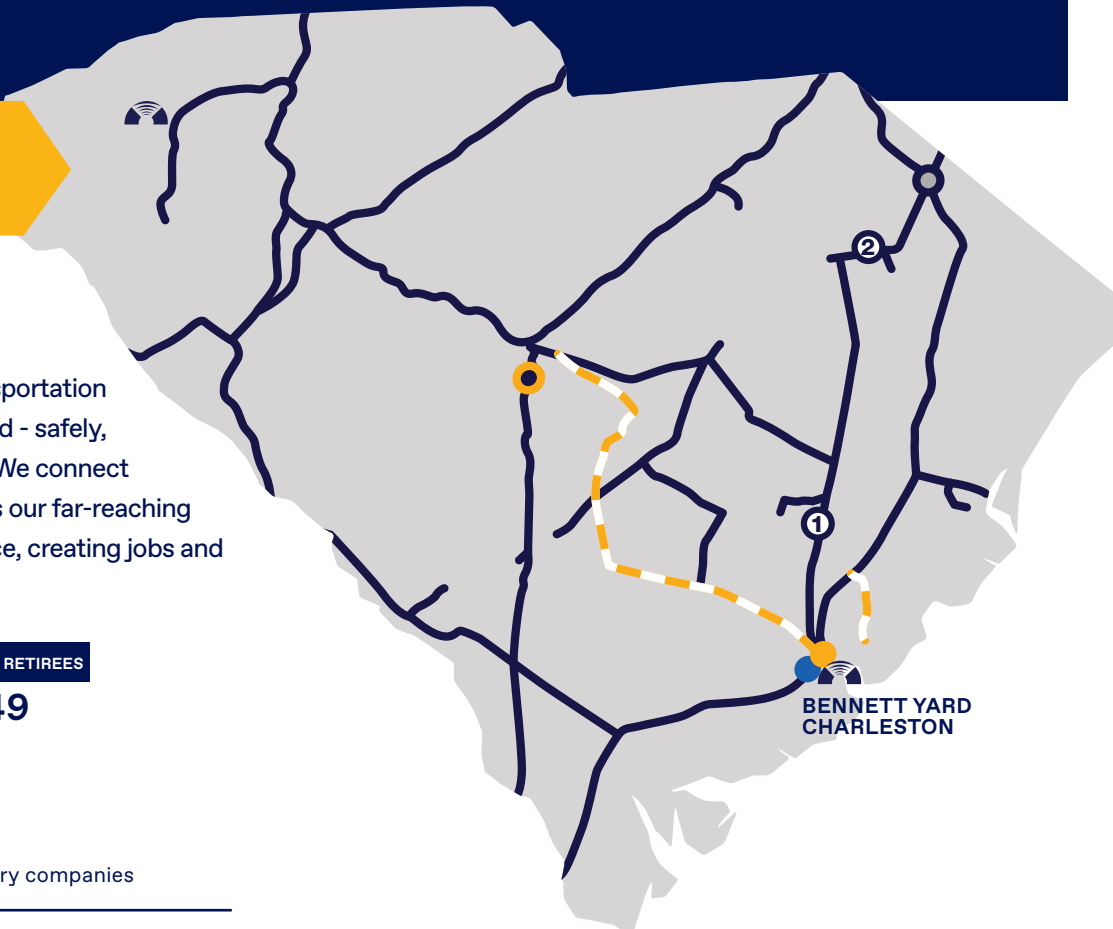 sportation
d - safely,
We connect
s our far-reaching
ce, creating jobs and
RETIREES
49
ry companies
2
1
BENNETT YARD
CHARLESTON